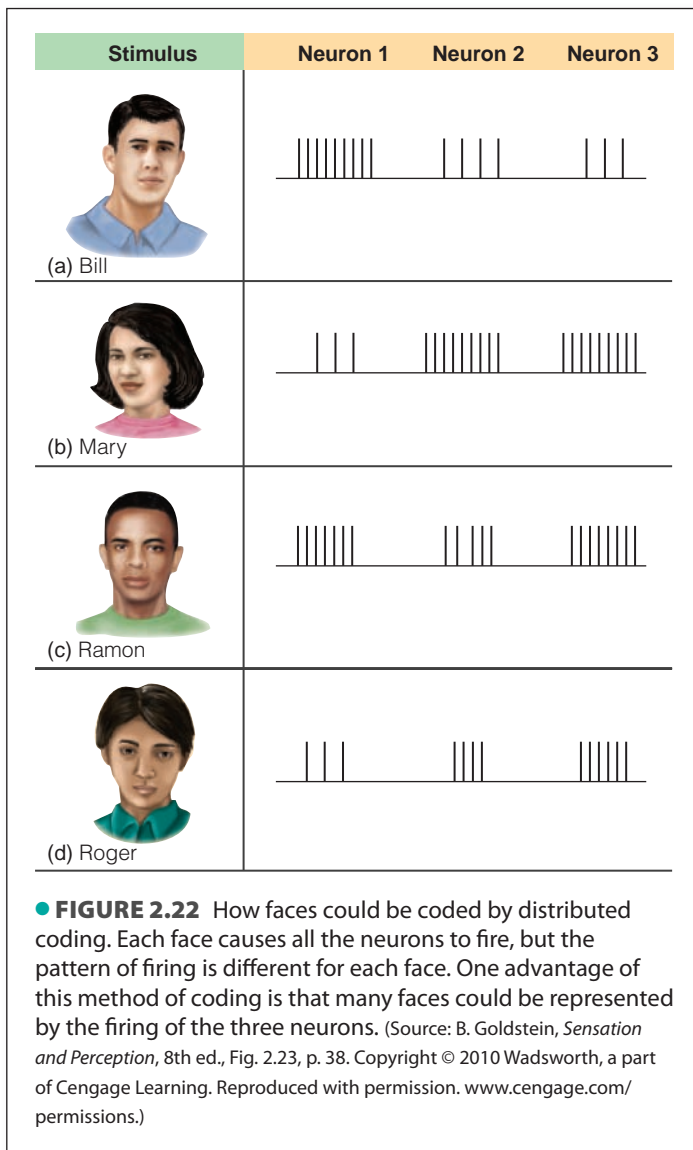 Stimulus Neuron 1 Neuron 2 Neuron 3
(a) Bill
(b) Mary
(c) Ramon
(d) Roger
● FIGURE 2.22 How faces could be coded by distributed
coding. Each face causes all the neurons to fire, but the
pattern of firing is different for each face. One advantage of
this method of coding is that many faces could be represented
by the firing of the three neurons. (Source: B. Goldstein, Sensation
and Perception, 8th ed., Fig. 2.23, p. 38. Copyright © 2010 Wadsworth, a part
of Cengage Learning. Reproduced with permission. www.cengage.com/
permissions.)